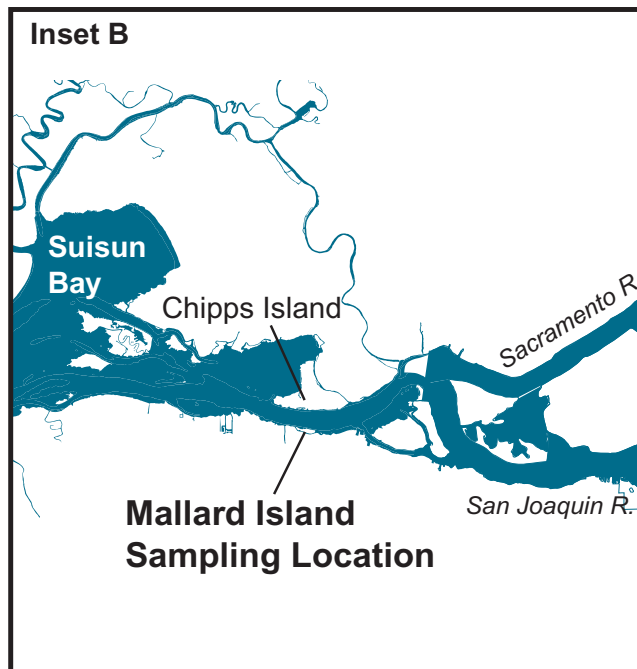 Inset B
Suisun
Bay
Chipps Island
Sacramento R.
Mallard Island
Sampling Location
San Joaquin R.